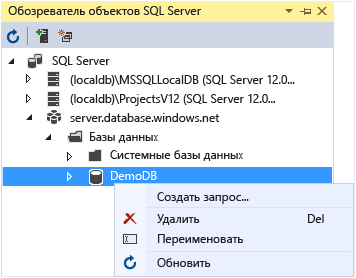 Обозреватель объектов SQL Server
SQL Server
(localdb)\MSSQLLocalDB (SQL Server 12.0...
(localdb)\ProjectsV12 (SQL Server 12.0...
server.database.windows.net
Базы данных
Системные базы данных
DemoDB
Создать запрос...
Удалить Del
Переименовать
Обновить